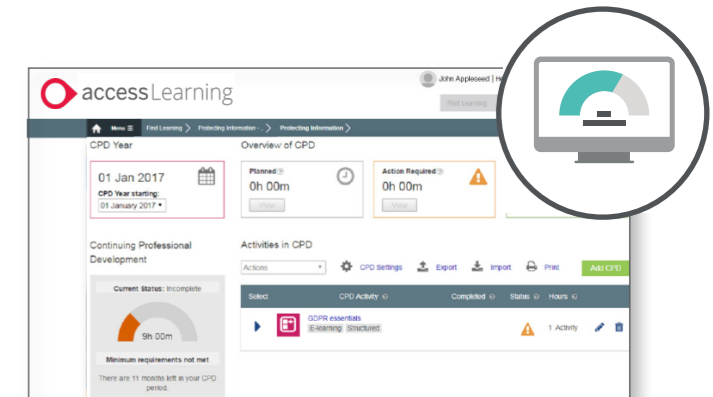 accessLearning
John Appleseed | He
Find Learning
Menu
Find Learning
Protecting Information - ..
Protecting Information
CPD Year
Overview of CPD
01 Jan 2017
CPD Year starting:
01 January 2017
Planned
0h 00m
View
Action Required
0h 00m
View
Continuing Professional
Development
Activities in CPD
Actions
CPD Settings
Export
Import
Print
Add CPD
Current Status: Incomplete
9h 00m
Minimum requirements not met
There are 11 months left in your CPD
period.
Select
CPD Activity
Completed
Status
Hours
GDPR essentials
E-learning
Structured
1 Activity